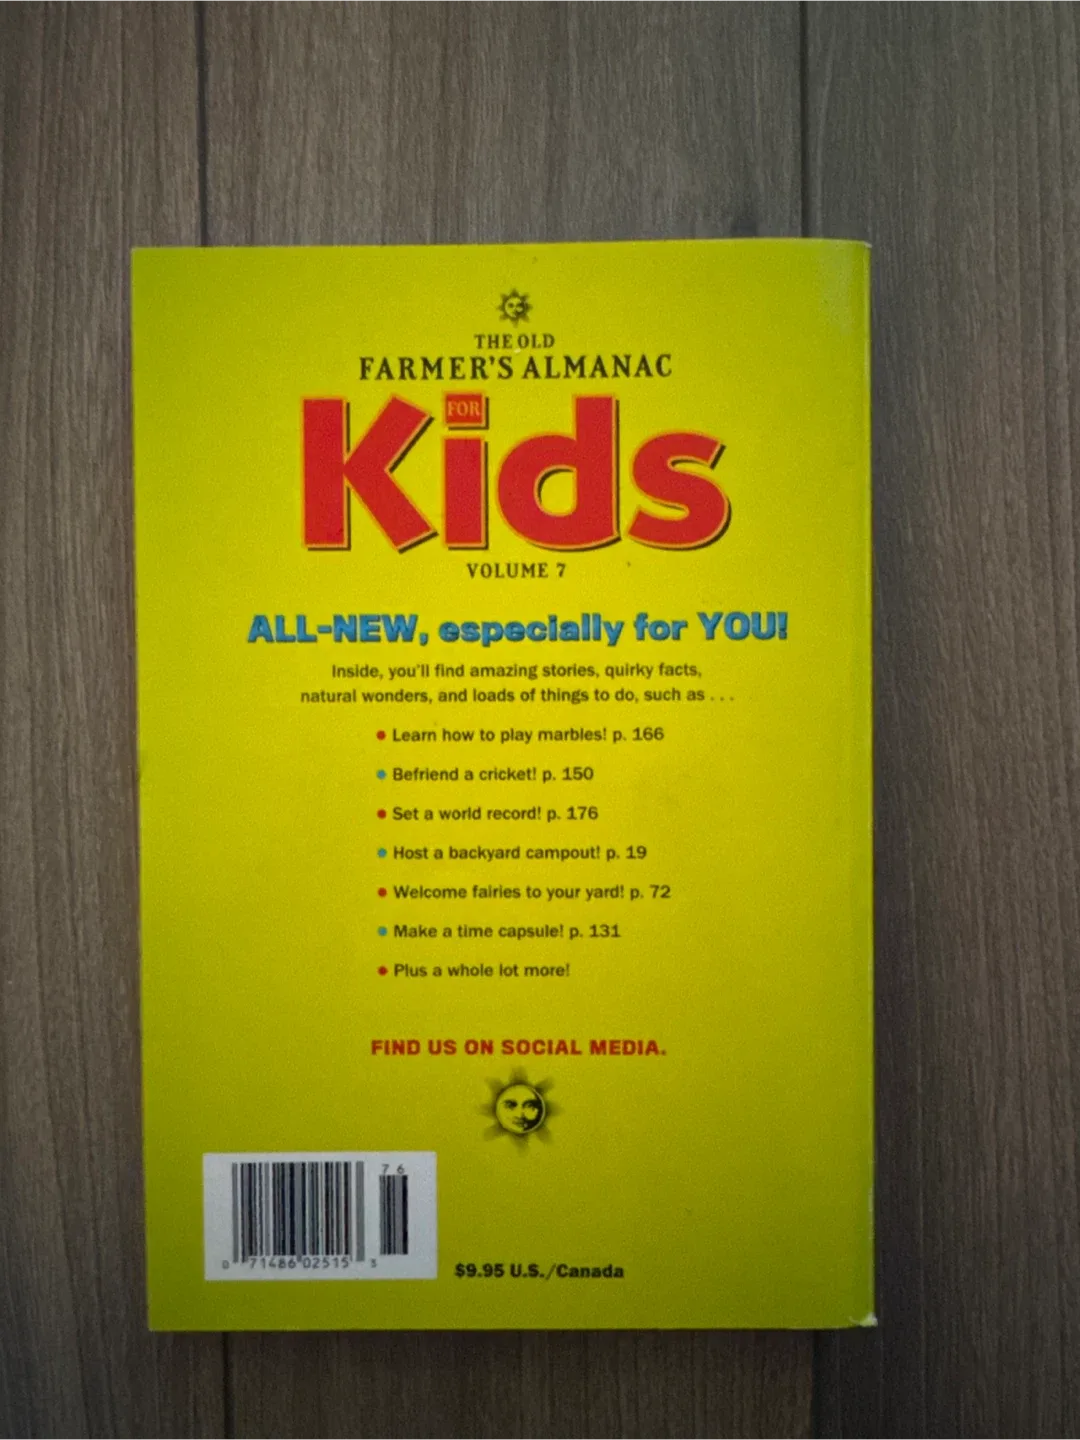 THE OLD
FARMER'S ALMANAC
FOR
Kids
VOLUME 7
ALL-NEW, especially for YOU!
Inside, you'll find amazing stories, quirky facts,
natural wonders, and loads of things to do, such as . . .
• Learn how to play marbles! p. 166
• Befriend a cricket! p. 150
• Set a world record! p. 176
• Host a backyard campout! p. 19
• Welcome fairies to your yard! p. 72
• Make a time capsule! p. 131
• Plus a whole lot more!
FIND US ON SOCIAL MEDIA.
76
0 71486 02515 3
$9.95 U.S./Canada